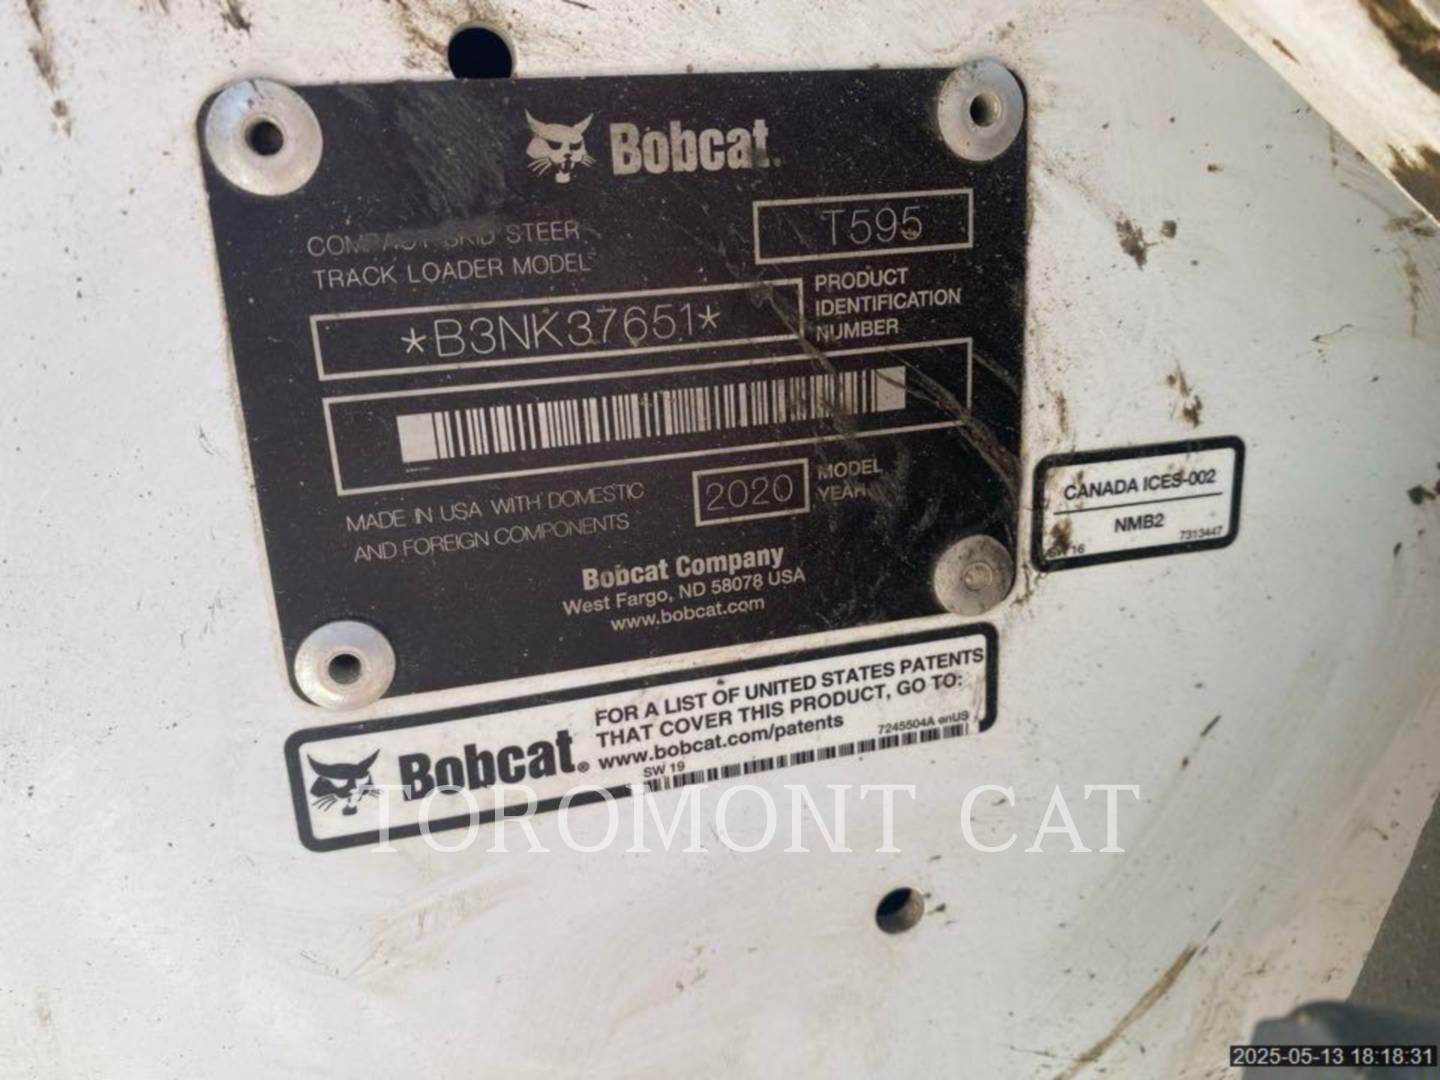 Bobcat.
COMPACT SKID STEER
TRACK LOADER MODEL
T595
*B3NK37651*
PRODUCT
IDENTIFICATION
NUMBER
MADE IN USA WITH DOMESTIC
AND FOREIGN COMPONENTS
2020
MODEL
YEAR
Bobcat Company
West Fargo, ND 58078 USA
www.bobcat.com
CANADA ICES-002
NMB2
SW 16
7313447
Bobcat®
FOR A LIST OF UNITED STATES PATENTS
THAT COVER THIS PRODUCT, GO TO:
www.bobcat.com/patents
7245504A enUS
SW 19
TOROMONT CAT
2025-05-13 18:18:31